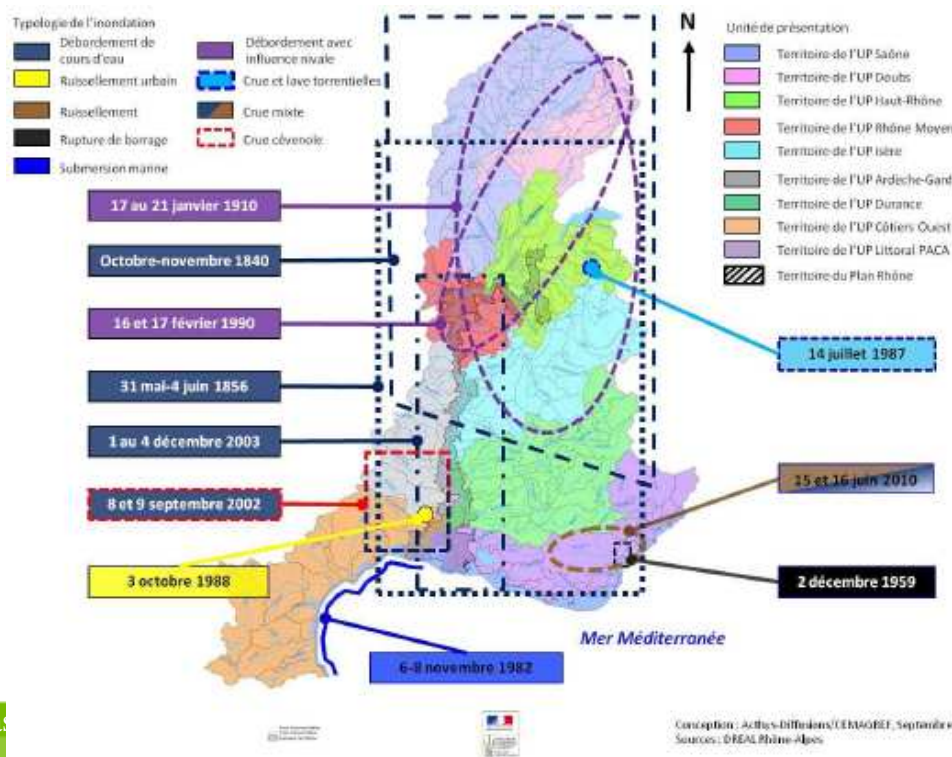 Typologie de l'inondation
Débordement de
cours d'eau
Ruissellement urbain
Ruissellement
Rupture de barrage
Submersion marine
Débordement avec
influence nivale
Crue et lave torrentielles
Crue mixte
Crue cévenole
N
Unité de présentation
Territoire de l'UP Saône
Territoire de l'UP Doubs
Territoire de l'UP Haut-Rhône
Territoire de l'UP Rhône Moyen
Territoire de l'UP Isère
Territoire de l'UP Ardèche-Gard
Territoire de l'UP Durance
Territoire de l'UP Côtiers Ouest
Territoire de l'UP Littoral PACA
Territoire du Plan Rhône
17 au 21 janvier 1910
Octobre-novembre 1840
16 et 17 février 1990
31 mai-4 juin 1856
1 au 4 décembre 2003
8 et 9 septembre 2002
3 octobre 1988
6-8 novembre 1982
14 juillet 1987
15 et 16 juin 2010
2 décembre 1959
Mer Méditerranée
Conception : Acthys-Diffusions/CEMAGREF, Septembre
Sources : DREAL Rhône-Alpes